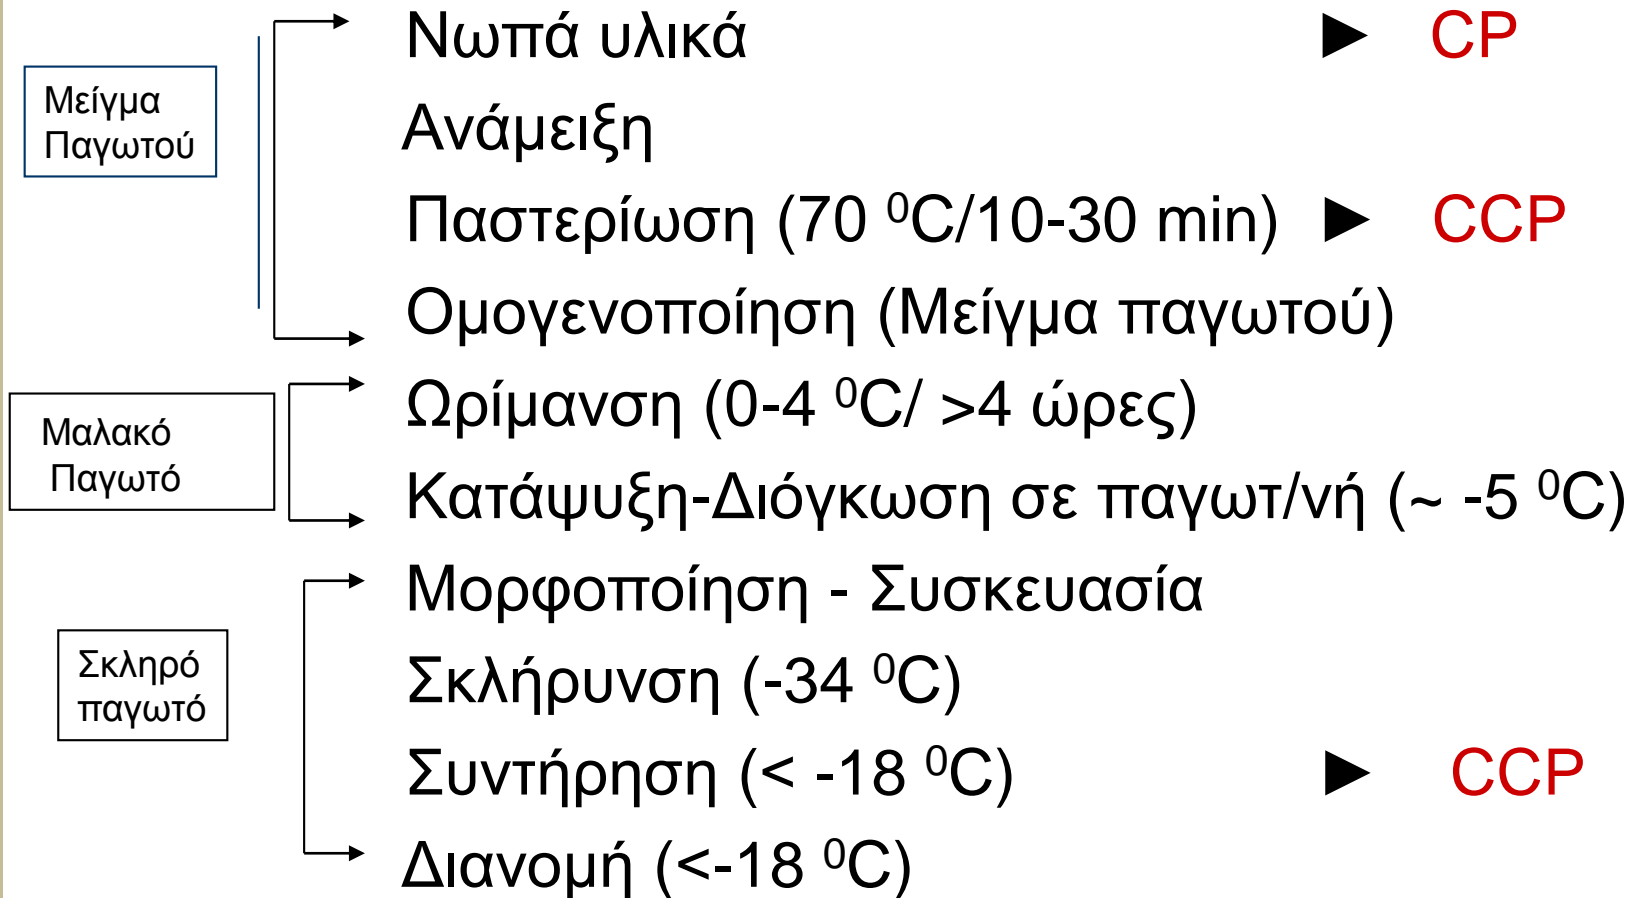 Νωπά υλικά ► CP
Μείγμα
Παγωτού
Ανάμειξη
Παστερίωση (70 ⁰C/10-30 min) ► CCP
Ομογενοποίηση (Μείγμα παγωτού)
Ωρίμανση (0-4 ⁰C/ >4 ώρες)
Μαλακό
Παγωτό
Κατάψυξη-Διόγκωση σε παγωτ/νή (~ -5 ⁰C)
Μορφοποίηση - Συσκευασία
Σκληρό
παγωτό
Σκλήρυνση (-34 ⁰C)
Συντήρηση (< -18 ⁰C) ► CCP
Διανομή (<-18 ⁰C)